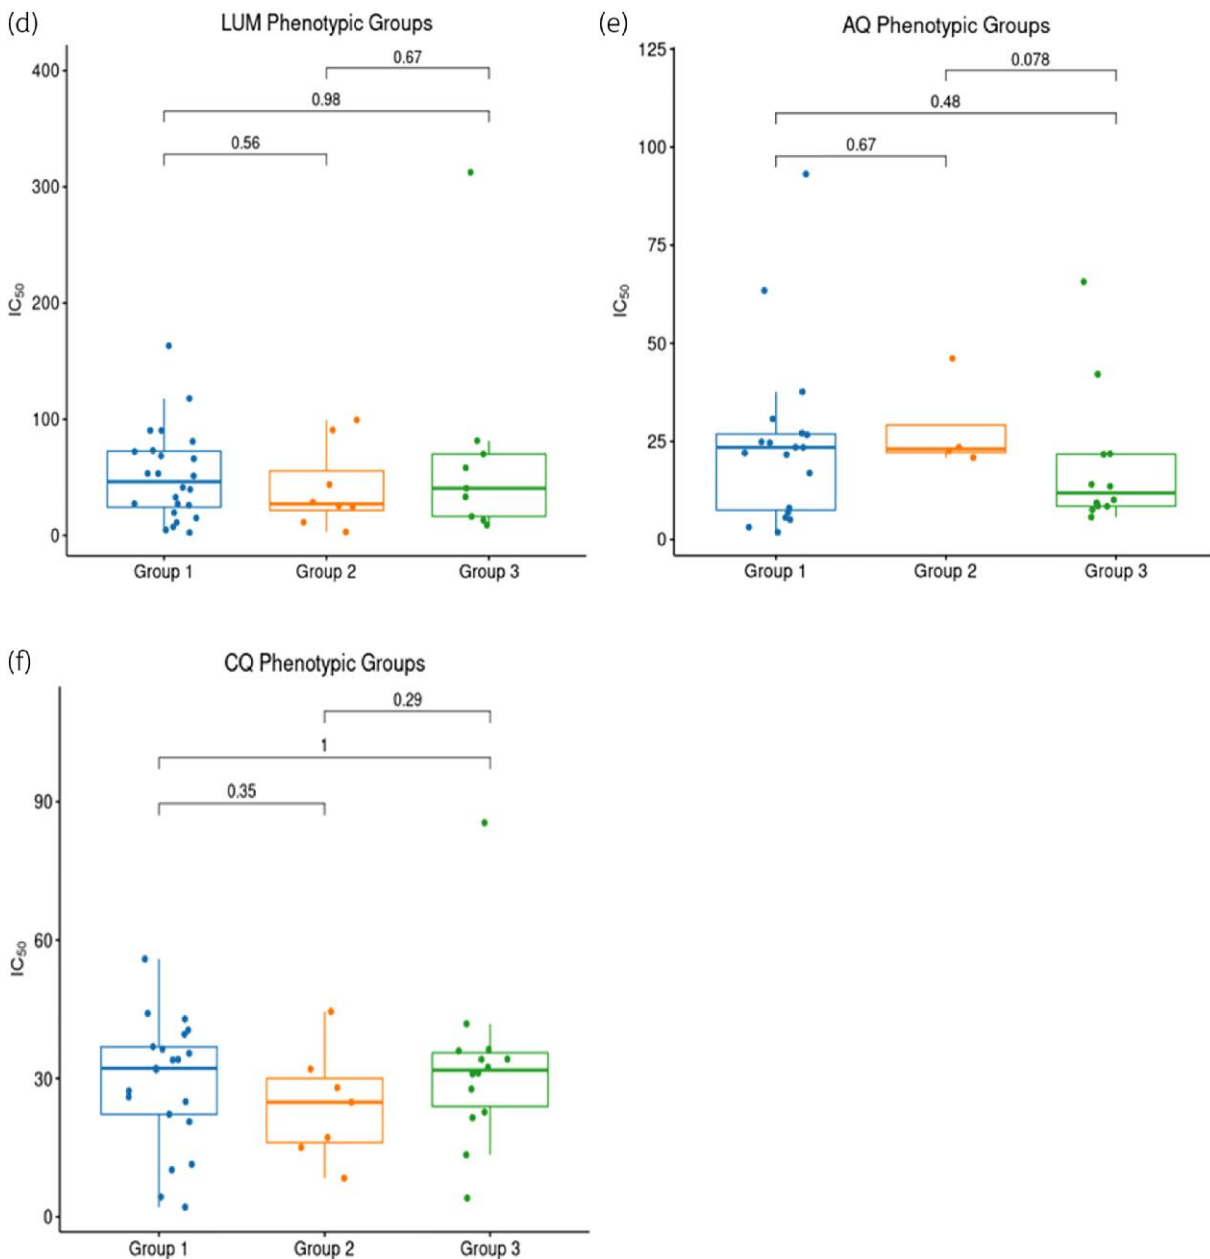 (d)
LUM Phenotypic Groups
400
300
200
100
0
IC₅₀
0.67
0.98
0.56
Group 1
Group 2
Group 3
(e)
AQ Phenotypic Groups
125
100
75
50
25
0
IC₅₀
0.078
0.48
0.67
Group 1
Group 2
Group 3
(f)
CQ Phenotypic Groups
90
60
30
0
IC₅₀
0.29
1
0.35
Group 1
Group 2
Group 3